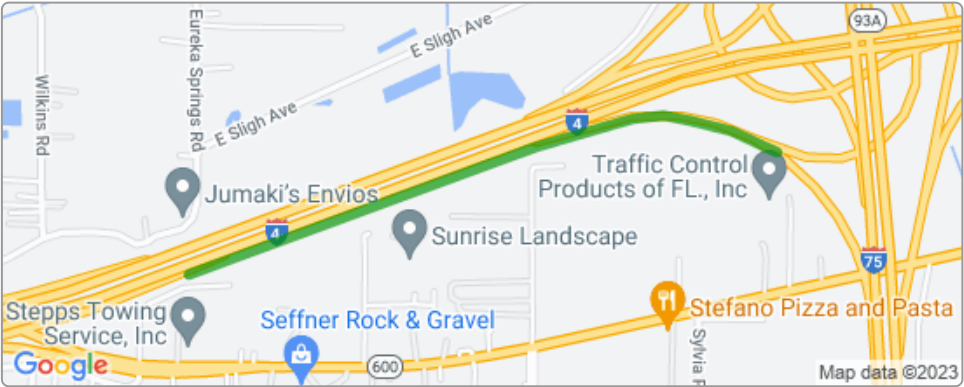 93A
E Sligh Ave
Eureka Springs Rd
Wilkins Rd
E Sligh Ave
4
Traffic Control
Products of FL., Inc
Jumaki's Envios
4
Sunrise Landscape
75
Stepps Towing
Service, Inc
Seffner Rock & Gravel
Stefano Pizza and Pasta
Sylvia R
600
Google
Map data ©2023